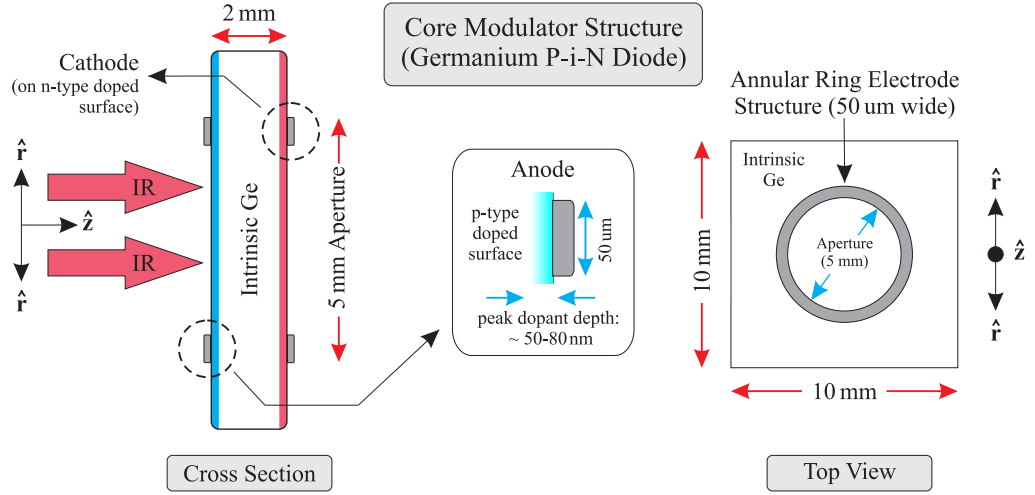 2 mm
Core Modulator Structure
(Germanium P-i-N Diode)
Cathode
(on n-type doped
surface)
Annular Ring Electrode
Structure (50 um wide)
r̂
IR
ẑ
IR
r̂
Intrinsic Ge
5 mm Aperture
Anode
p-type
doped
surface
50 um
peak dopant depth:
~ 50-80 nm
Intrinsic
Ge
Aperture
(5 mm)
10 mm
r̂
ẑ
r̂
10 mm
Cross Section
Top View